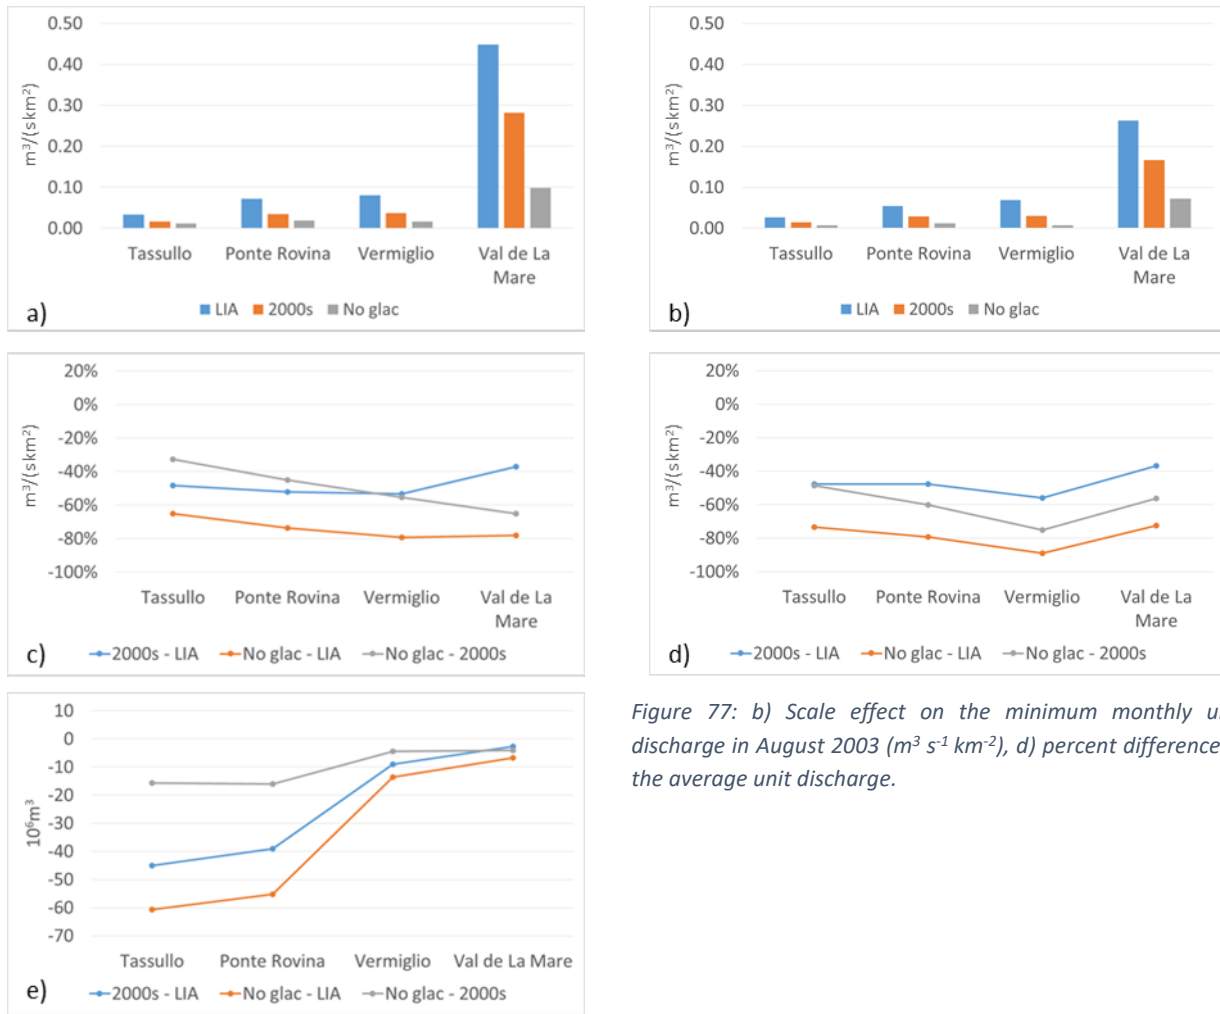 0.50
0.40
0.30
0.20
0.10
0.00
m³/(skm²)
Tassullo Ponte Rovina Vermiglio Val de La
Mare
LIA 2000s No glac
a)
0.50
0.40
0.30
0.20
0.10
0.00
m³/(skm²)
Tassullo Ponte Rovina Vermiglio Val de La
Mare
LIA 2000s No glac
b)
20%
0%
-20%
-40%
-60%
-80%
-100%
m³/(skm²)
Tassullo Ponte Rovina Vermiglio Val de La
Mare
2000s - LIA No glac - LIA No glac - 2000s
c)
20%
0%
-20%
-40%
-60%
-80%
-100%
m³/(skm²)
Tassullo Ponte Rovina Vermiglio Val de La
Mare
2000s - LIA No glac - LIA No glac - 2000s
d)
10
0
-10
-20
-30
-40
-50
-60
-70
10⁶m³
Tassullo Ponte Rovina Vermiglio Val de La Mare
2000s - LIA No glac - LIA No glac - 2000s
e)
Figure 77: b) Scale effect on the minimum monthly
discharge in August 2003 (m³ s⁻¹ km⁻²), d) percent difference
the average unit discharge.